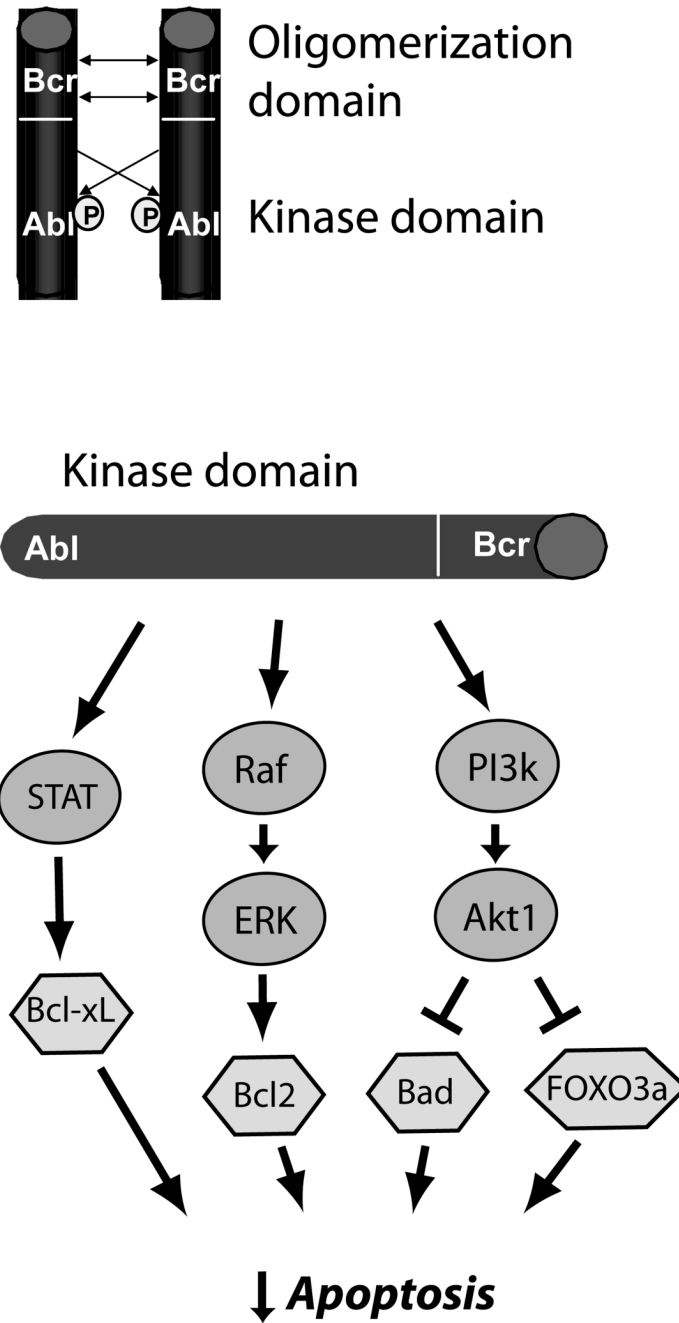 Oligomerization
domain
Bcr Bcr
P P
Abl Abl
Kinase domain
Kinase domain
Abl Bcr
STAT Raf PI3k
ERK Akt1
Bcl-xL
Bcl2 Bad FOXO3a
↓ Apoptosis